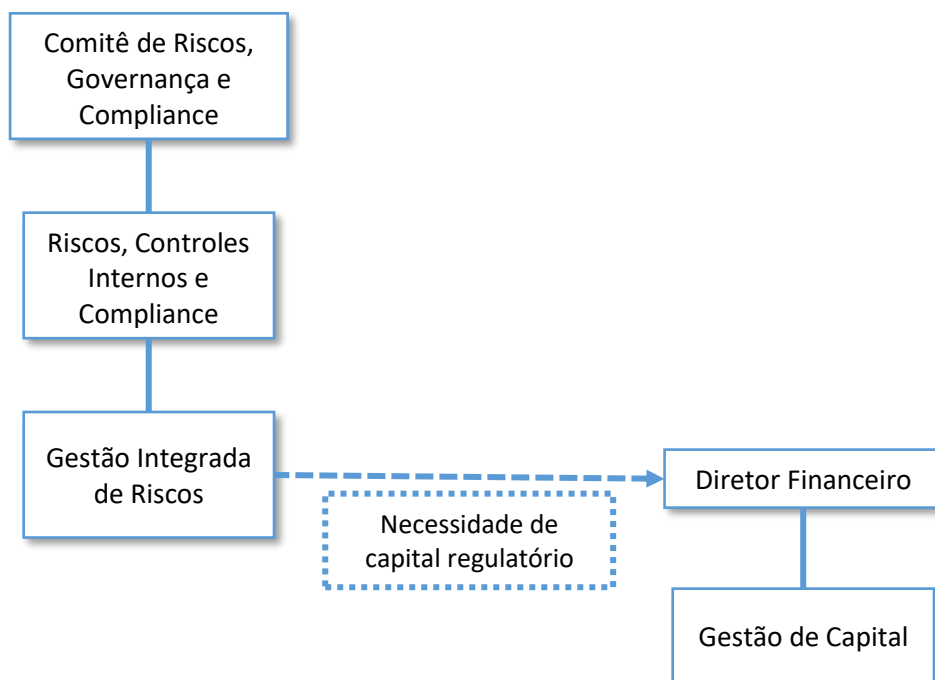 Comitê de Riscos,
Governança e
Compliance
Riscos, Controles
Internos e
Compliance
Gestão Integrada
de Riscos
Necessidade de
capital regulatório
Diretor Financeiro
Gestão de Capital